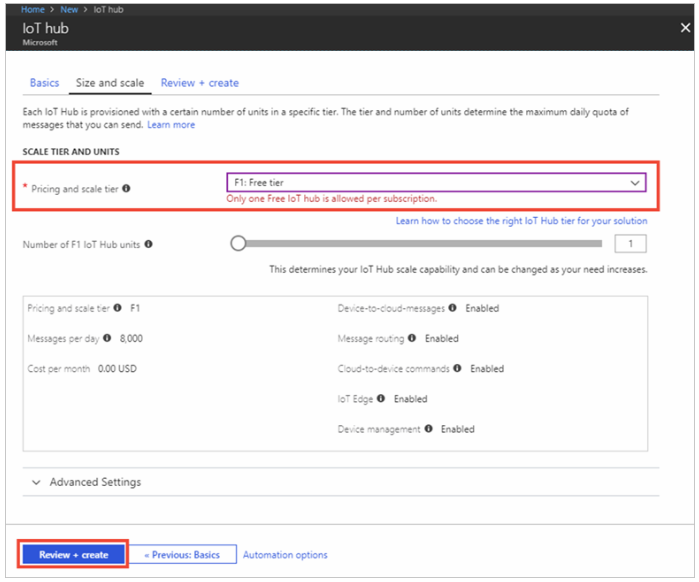 Home > New > IoT hub
IoT hub
Microsoft
Basics Size and scale Review + create
Each IoT Hub is provisioned with a certain number of units in a specific tier. The tier and number of units determine the maximum daily quota of
messages that you can send. Learn more
SCALE TIER AND UNITS
* Pricing and scale tier
F1: Free tier
Only one Free IoT hub is allowed per subscription.
Learn how to choose the right IoT Hub tier for your solution
Number of F1 IoT Hub units 1
This determines your IoT Hub scale capability and can be changed as your need increases.
Pricing and scale tier F1
Messages per day 8,000
Cost per month 0.00 USD
Device-to-cloud-messages Enabled
Message routing Enabled
Cloud-to-device commands Enabled
IoT Edge Enabled
Device management Enabled
Advanced Settings
Review + create « Previous: Basics Automation options